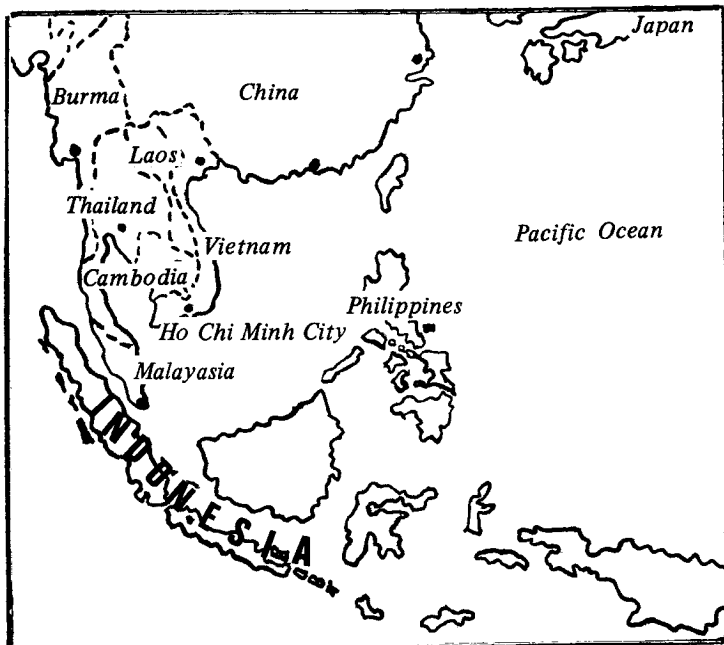 Japan
Burma
China
Laos
Thailand
Vietnam
Pacific Ocean
Cambodia
Philippines
Ho Chi Minh City
Malayasia
INDONESIA